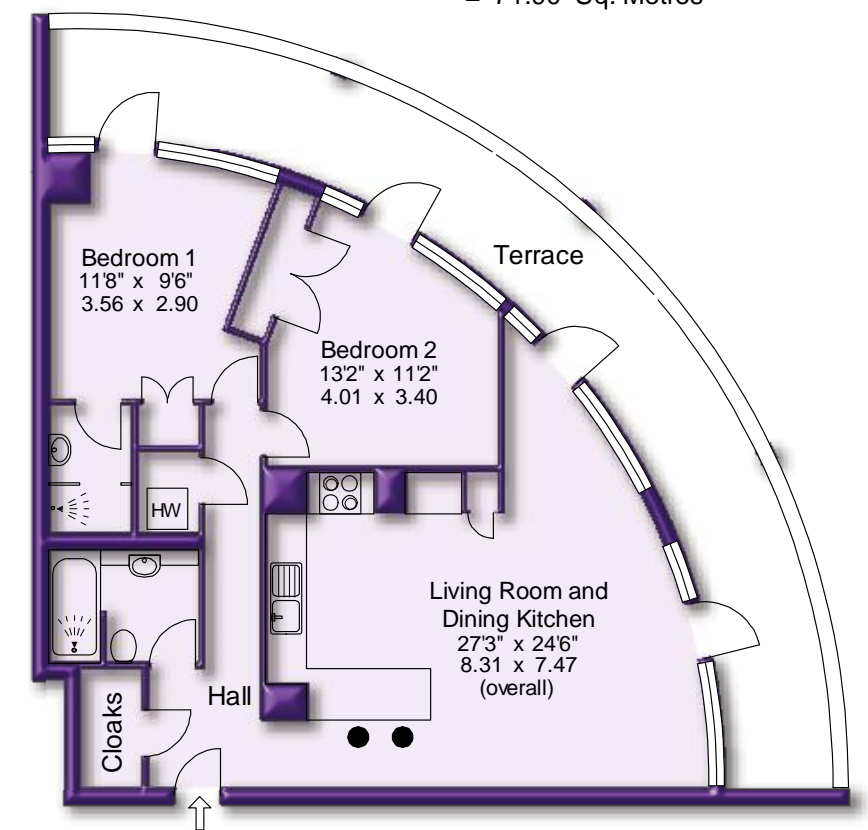 Terrace
Bedroom 1
11'8" x 9'6"
3.56 x 2.90
Bedroom 2
13'2" x 11'2"
4.01 x 3.40
HW
Living Room and
Dining Kitchen
27'3" x 24'6"
8.31 x 7.47
(overall)
Hall
Cloaks